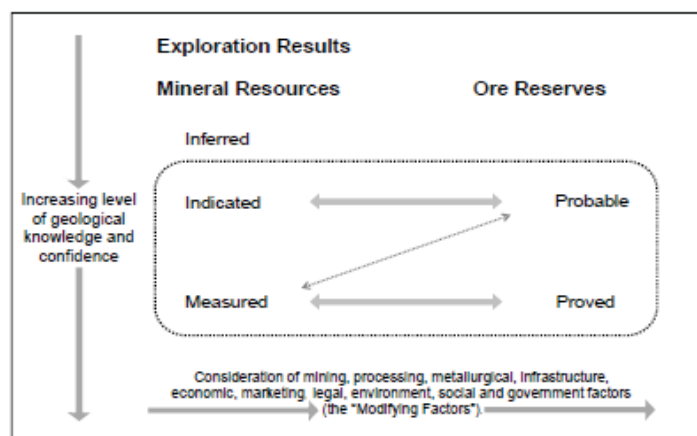 Exploration Results
Mineral Resources Ore Reserves
Inferred
Indicated Probable
Increasing level
of geological
knowledge and
confidence
Measured Proved
Consideration of mining, processing, metallurgical, infrastructure,
economic, marketing, legal, environment, social and government factors
(the "Modifying Factors").